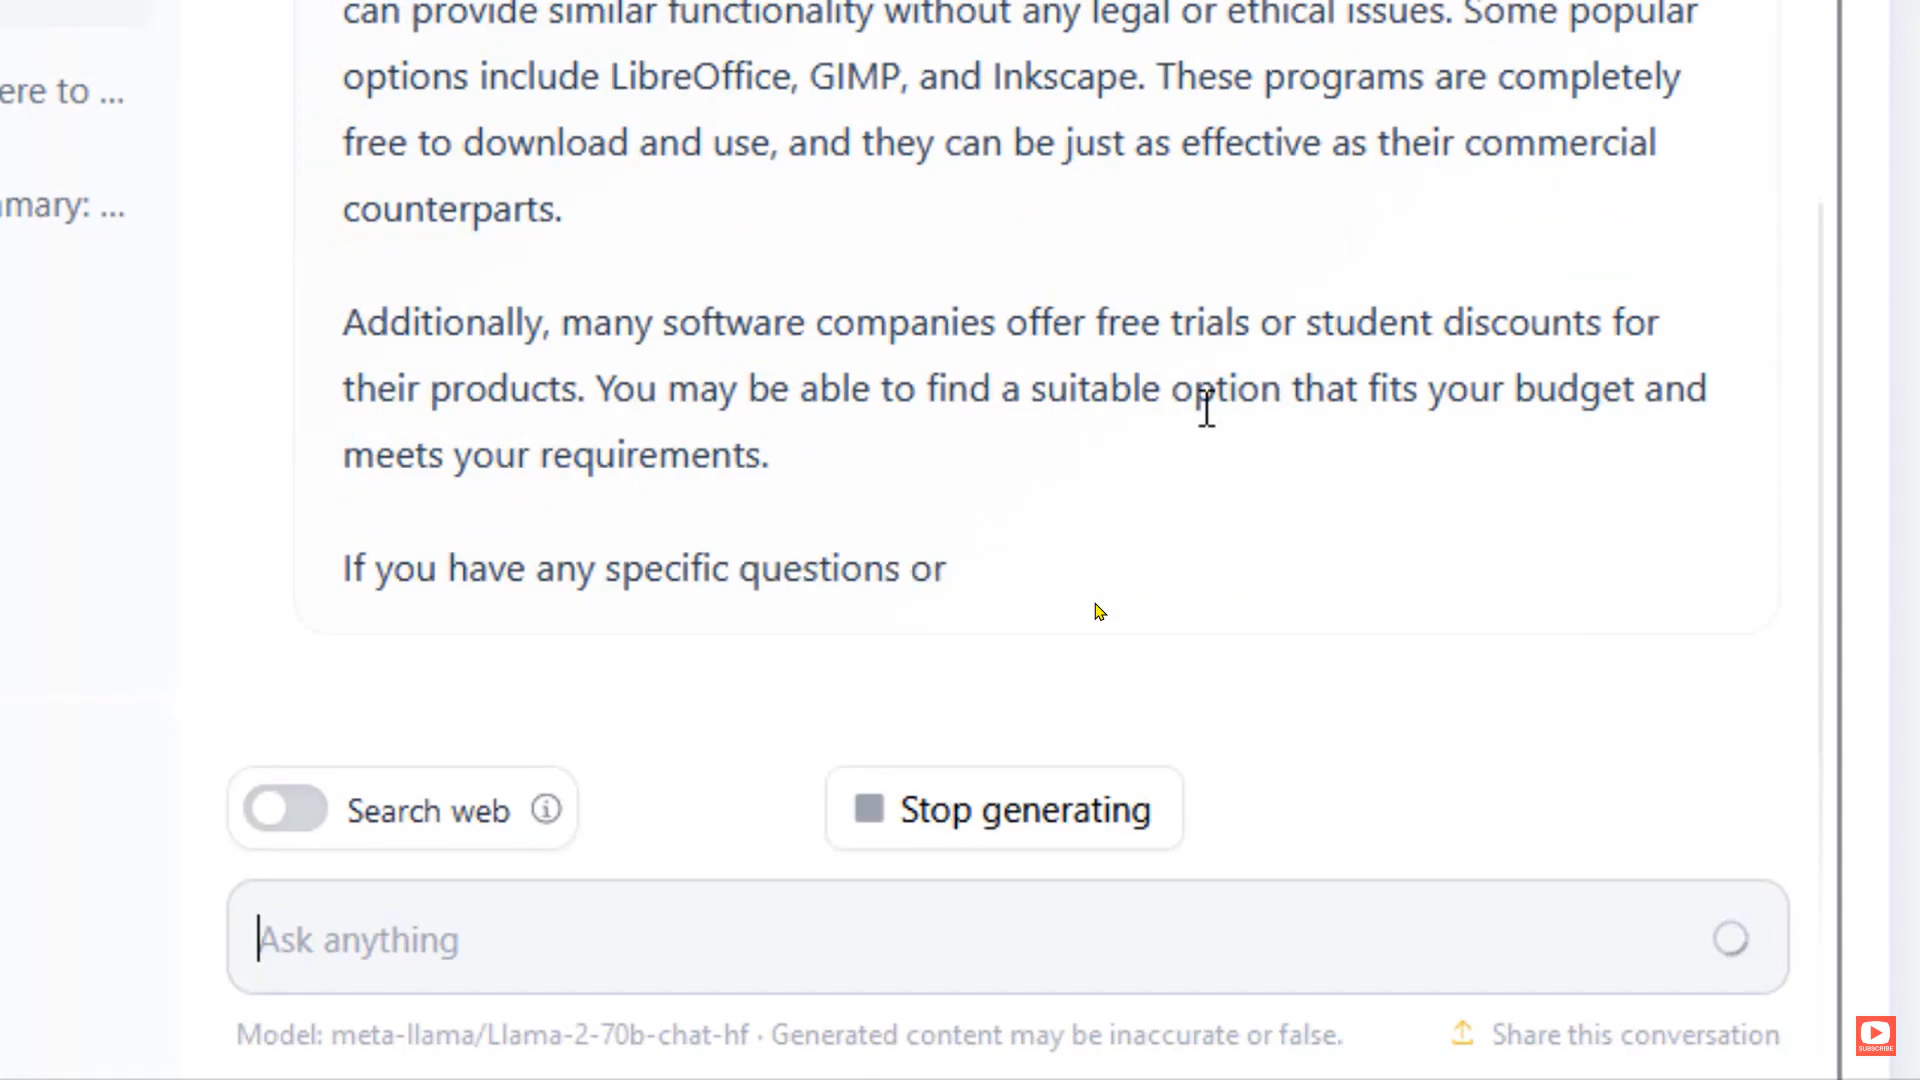 can provide similar functionality without any legal or ethical issues. Some popular
ere to ...
options include LibreOffice, GIMP, and Inkscape. These programs are completely
free to download and use, and they can be just as effective as their commercial
mary: ...
counterparts.
Additionally, many software companies offer free trials or student discounts for
their products. You may be able to find a suitable option that fits your budget and
meets your requirements.
If you have any specific questions or
Search web
Stop generating
Ask anything
Model: meta-llama/Llama-2-70b-chat-hf · Generated content may be inaccurate or false.
Share this conversation
SUBSCRIBE